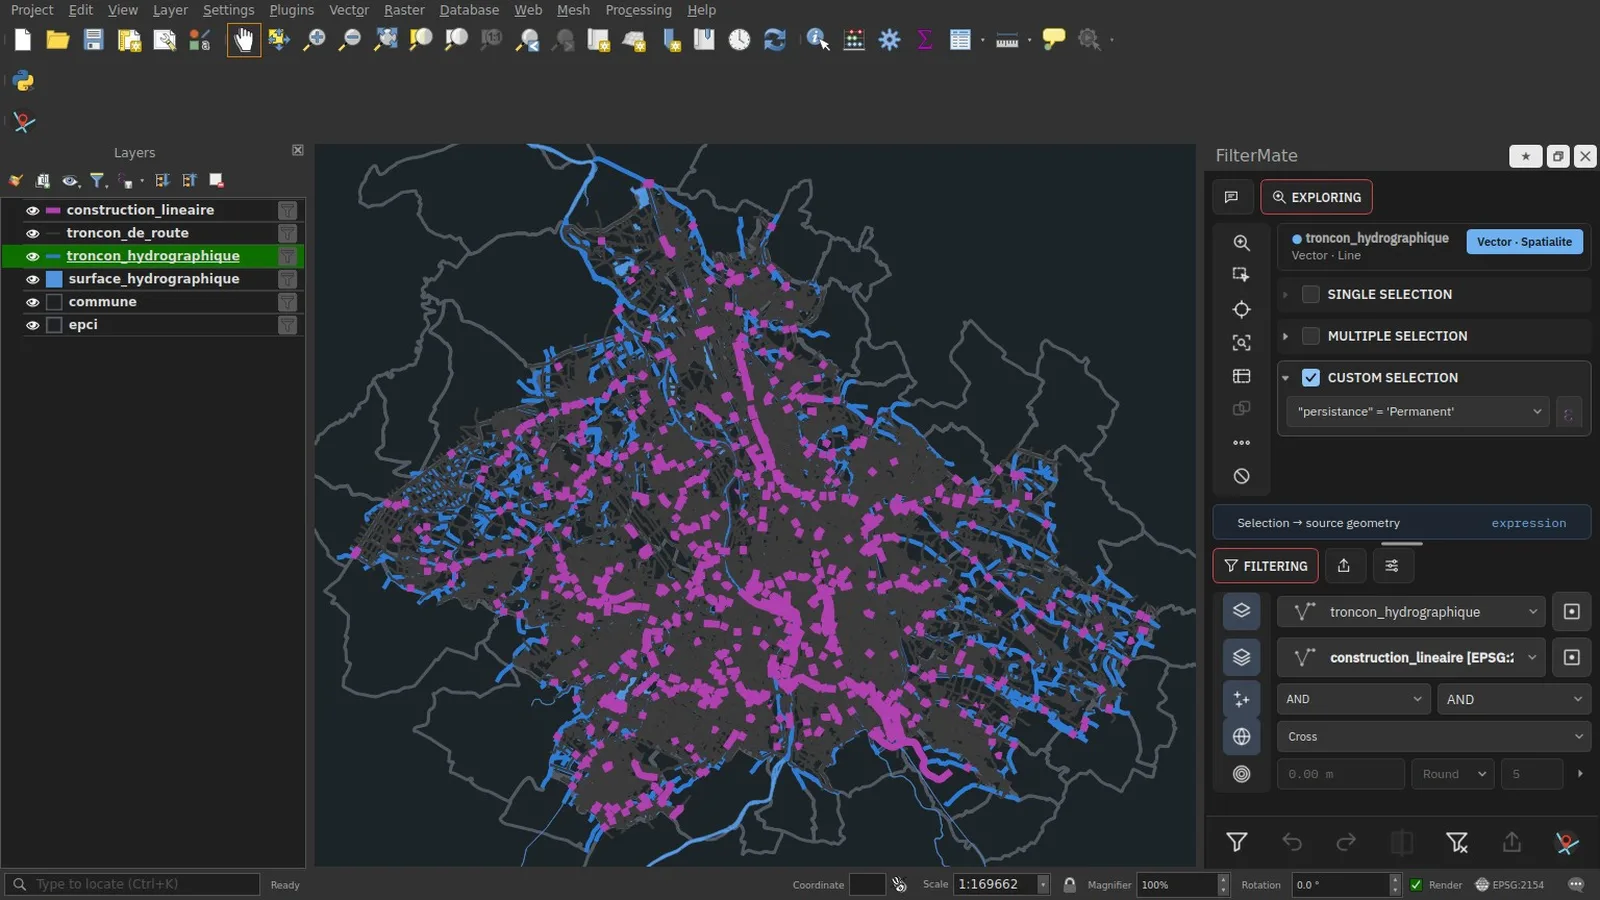 Project Edit View Layer Settings Plugins Vector Raster Database Web Mesh Processing Help
Layers
construction_lineaire
troncon_de_route
troncon_hydrographique
surface_hydrographique
commune
epci
FilterMate
EXPLORING
troncon_hydrographique
Vector · Line
Vector · Spatialite
SINGLE SELECTION
MULTIPLE SELECTION
CUSTOM SELECTION
"persistance" = 'Permanent'
ε
Selection → source geometry expression
FILTERING
troncon_hydrographique
construction_lineaire [EPSG:2
AND AND
Cross
0.00 m Round 5
Type to locate (Ctrl+K) Ready Coordinate Scale 1:169662 Magnifier 100% Rotation 0.0 ° Render EPSG:2154